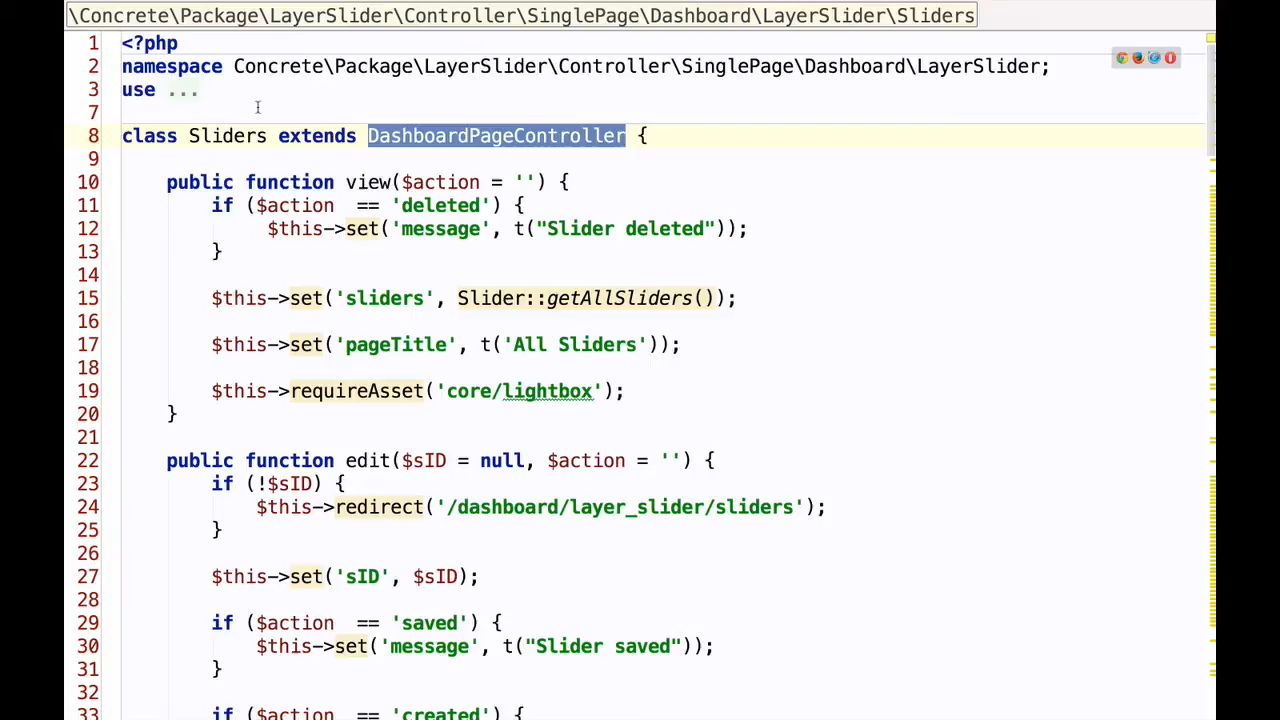 \Concrete\Package\LayerSlider\Controller\SinglePage\Dashboard\LayerSlider\Sliders
1 <?php
2 namespace Concrete\Package\LayerSlider\Controller\SinglePage\Dashboard\LayerSlider;
3 use ...
7
8 class Sliders extends DashboardPageController {
9
10 public function view($action = '') {
11 if ($action  == 'deleted') {
12 $this->set('message', t("Slider deleted"));
13 }
14
15 $this->set('sliders', Slider::getAllSliders());
16
17 $this->set('pageTitle', t('All Sliders'));
18
19 $this->requireAsset('core/lightbox');
20 }
21
22 public function edit($sID = null, $action = '') {
23 if (!$sID) {
24 $this->redirect('/dashboard/layer_slider/sliders');
25 }
26
27 $this->set('sID', $sID);
28
29 if ($action  == 'saved') {
30 $this->set('message', t("Slider saved"));
31 }
32
33 if ($action  == 'created') {